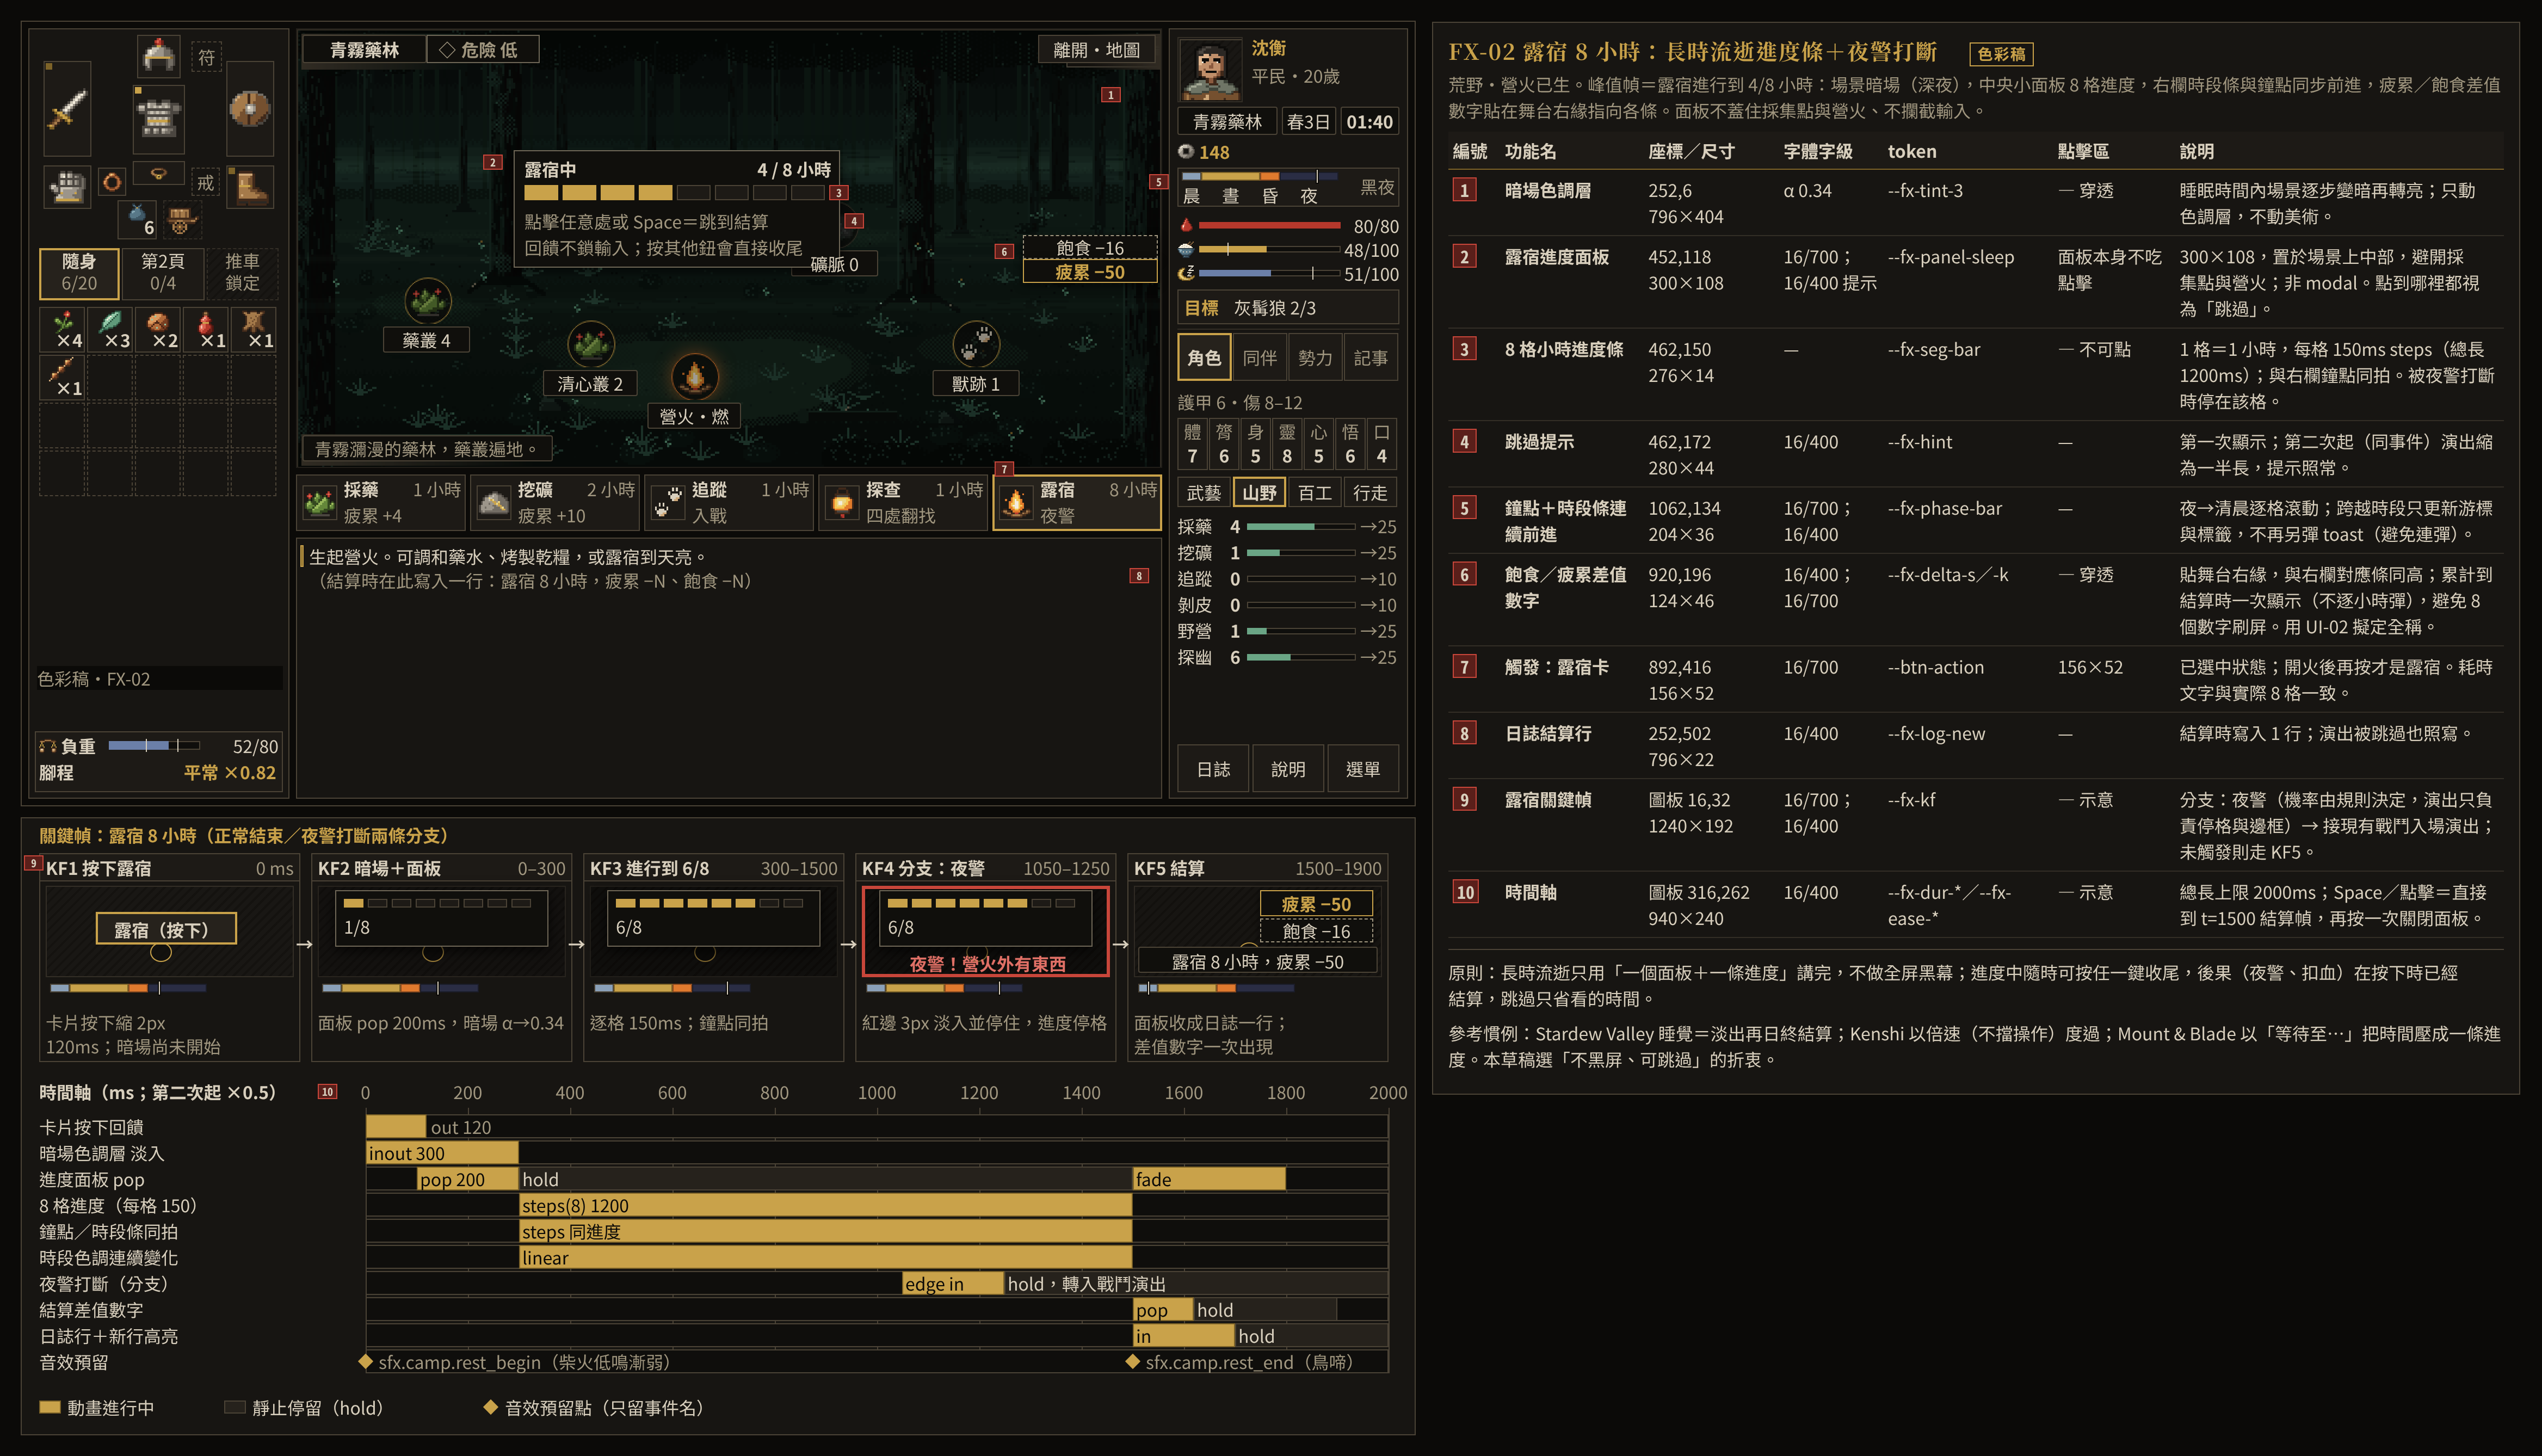 符
戒
6
隨身
6/20
第2頁
0/4
推車
鎖定
×4
×3
×2
×1
×1
×1
色彩稿・FX-02
負重
52/80
腳程
平常 ×0.82
青霧藥林
◇ 危險 低
離開・地圖
1
2
露宿中
4 / 8 小時
3
點擊任意處或 Space＝跳到結算
4
回饋不鎖輸入；按其他鈕會直接收尾
礦脈 0
5
6
飽食 −16
疲累 −50
藥叢 4
清心叢 2
營火・燃
獸跡 1
青霧瀰漫的藥林，藥叢遍地。
7
採藥
1 小時
疲累 +4
挖礦
2 小時
疲累 +10
追蹤
1 小時
入戰
探查
1 小時
四處翻找
露宿
8 小時
夜警
生起營火。可調和藥水、烤製乾糧，或露宿到天亮。
（結算時在此寫入一行：露宿 8 小時，疲累 −N、飽食 −N）
8
沈衡
平民・20歲
青霧藥林
春3日
01:40
148
晨 晝 昏 夜
黑夜
80/80
48/100
51/100
目標
灰髯狼 2/3
角色
同伴
勢力
記事
護甲 6・傷 8–12
體 膂 身 靈 心 悟 口
7 6 5 8 5 6 4
武藝
山野
百工
行走
採藥 4 →25
挖礦 1 →25
追蹤 0 →10
剝皮 0 →10
野營 1 →25
探幽 6 →25
日誌
說明
選單
關鍵幀：露宿 8 小時（正常結束／夜警打斷兩條分支）
9
KF1 按下露宿
0 ms
露宿（按下）
卡片按下縮 2px
120ms；暗場尚未開始
→
KF2 暗場＋面板
0–300
1/8
面板 pop 200ms，暗場 α→0.34
→
KF3 進行到 6/8
300–1500
6/8
逐格 150ms；鐘點同拍
→
KF4 分支：夜警
1050–1250
6/8
夜警！營火外有東西
紅邊 3px 淡入並停住，進度停格
→
KF5 結算
1500–1900
疲累 −50
飽食 −16
露宿 8 小時，疲累 −50
面板收成日誌一行；
差值數字一次出現
時間軸（ms；第二次起 ×0.5）
10
0 200 400 600 800 1000 1200 1400 1600 1800 2000
卡片按下回饋
out 120
暗場色調層 淡入
inout 300
進度面板 pop
pop 200
hold
fade
8 格進度（每格 150）
steps(8) 1200
鐘點／時段條同拍
steps 同進度
時段色調連續變化
linear
夜警打斷（分支）
edge in
hold，轉入戰鬥演出
結算差值數字
pop
hold
日誌行＋新行高亮
in
hold
音效預留
sfx.camp.rest_begin（柴火低鳴漸弱）
sfx.camp.rest_end（鳥啼）
動畫進行中
靜止停留（hold）
音效預留點（只留事件名）
FX-02 露宿 8 小時：長時流逝進度條＋夜警打斷
色彩稿
荒野・營火已生。峰值幀＝露宿進行到 4/8 小時：場景暗場（深夜），中央小面板 8 格進度，右欄時段條與鐘點同步前進，疲累／飽食差值
數字貼在舞台右緣指向各條。面板不蓋住採集點與營火、不攔截輸入。
編號 功能名 座標／尺寸 字體字級 token 點擊區 說明
1 暗場色調層 252,6 α 0.34 --fx-tint-3 — 穿透 睡眠時間內場景逐步變暗再轉亮；只動
796×404 色調層，不動美術。
2 露宿進度面板 452,118 16/700； --fx-panel-sleep 面板本身不吃 300×108，置於場景上中部，避開採
300×108 16/400 提示 點擊 集點與營火；非 modal。點到哪裡都視
為「跳過」。
3 8 格小時進度條 462,150 — --fx-seg-bar — 不可點 1 格＝1 小時，每格 150ms steps（總長
276×14 1200ms）；與右欄鐘點同拍。被夜警打斷
時停在該格。
4 跳過提示 462,172 16/400 --fx-hint — 第一次顯示；第二次起（同事件）演出縮
280×44 為一半長，提示照常。
5 鐘點＋時段條連 1062,134 16/700； --fx-phase-bar — 夜→清晨逐格滾動；跨越時段只更新游標
續前進 204×36 16/400 與標籤，不再另彈 toast（避免連彈）。
6 飽食／疲累差值 920,196 16/400； --fx-delta-s／-k — 穿透 貼舞台右緣，與右欄對應條同高；累計到
數字 124×46 16/700 結算時一次顯示（不逐小時彈），避免 8
個數字刷屏。用 UI-02 擬定全稱。
7 觸發：露宿卡 892,416 16/700 --btn-action 156×52 已選中狀態；開火後再按才是露宿。耗時
156×52 文字與實際 8 格一致。
8 日誌結算行 252,502 16/400 --fx-log-new — 結算時寫入 1 行；演出被跳過也照寫。
796×22
9 露宿關鍵幀 圖板 16,32 16/700； --fx-kf — 示意 分支：夜警（機率由規則決定，演出只負
1240×192 16/400 責停格與邊框）→ 接現有戰鬥入場演出；
未觸發則走 KF5。
10 時間軸 圖板 316,262 16/400 --fx-dur-*／--fx- — 示意 總長上限 2000ms；Space／點擊＝直接
940×240 ease-* 到 t=1500 結算幀，再按一次關閉面板。
原則：長時流逝只用「一個面板＋一條進度」講完，不做全屏黑幕；進度中隨時可按任一鍵收尾，後果（夜警、扣血）在按下時已經
結算，跳過只省看的時間。
參考慣例：Stardew Valley 睡覺＝淡出再日終結算；Kenshi 以倍速（不擋操作）度過；Mount & Blade 以「等待至⋯」把時間壓成一條進
度。本草稿選「不黑屏、可跳過」的折衷。